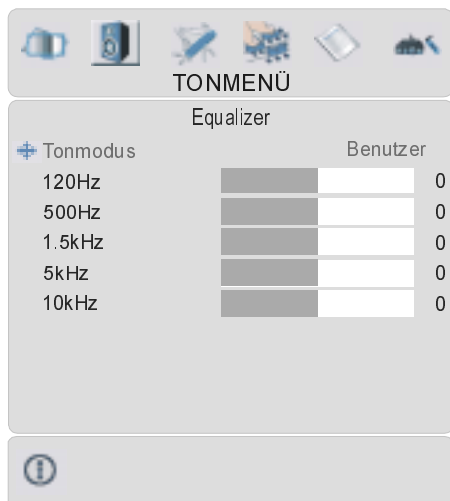 TONMENÜ
Equalizer
Tonmodus Benutzer
120Hz 0
500Hz 0
1.5kHz 0
5kHz 0
10kHz 0